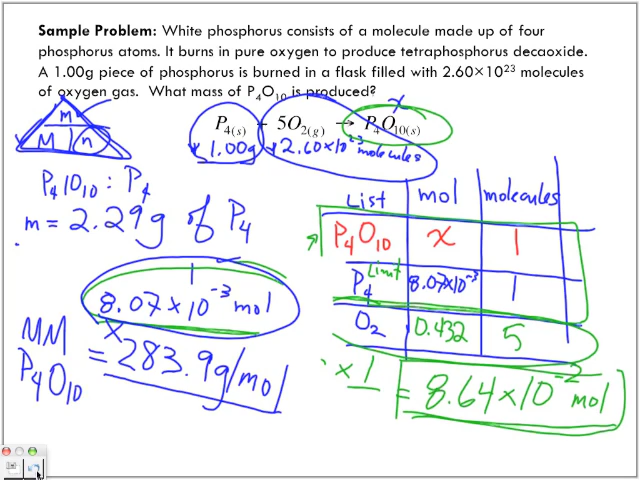 Sample Problem: White phosphorus consists of a molecule made up of four
phosphorus atoms. It burns in pure oxygen to produce tetraphosphorus decaoxide.
A 1.00g piece of phosphorus is burned in a flask filled with 2.60×10²³ molecules
of oxygen gas. What mass of P₄O₁₀ is produced?
m
M n
x
P₄(s) + 5O₂(g) → P₄O₁₀(s)
1.00g 2.60×10²³ molecules
P₄O₁₀ : P₄
m = 2.29g of P₄
1
8.07×10⁻³ mol
×
MM P₄O₁₀ = 283.9g/mol
List mol molecules
P₄O₁₀ x 1
P₄ Limit 8.07×10⁻³ 1
O₂ 0.432 5
×1 = 8.64×10⁻² mol